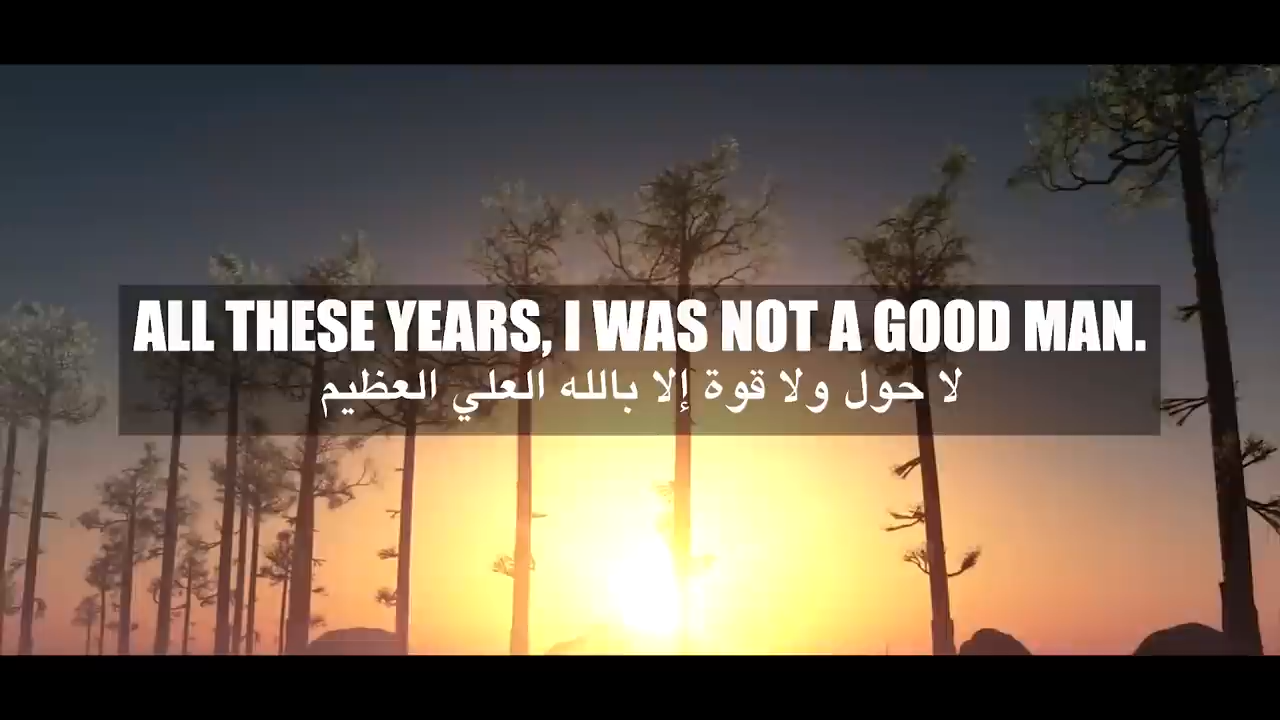 ALL THESE YEARS, I WAS NOT A GOOD MAN.
لا حول ولا قوة إلا بالله العلي العظيم